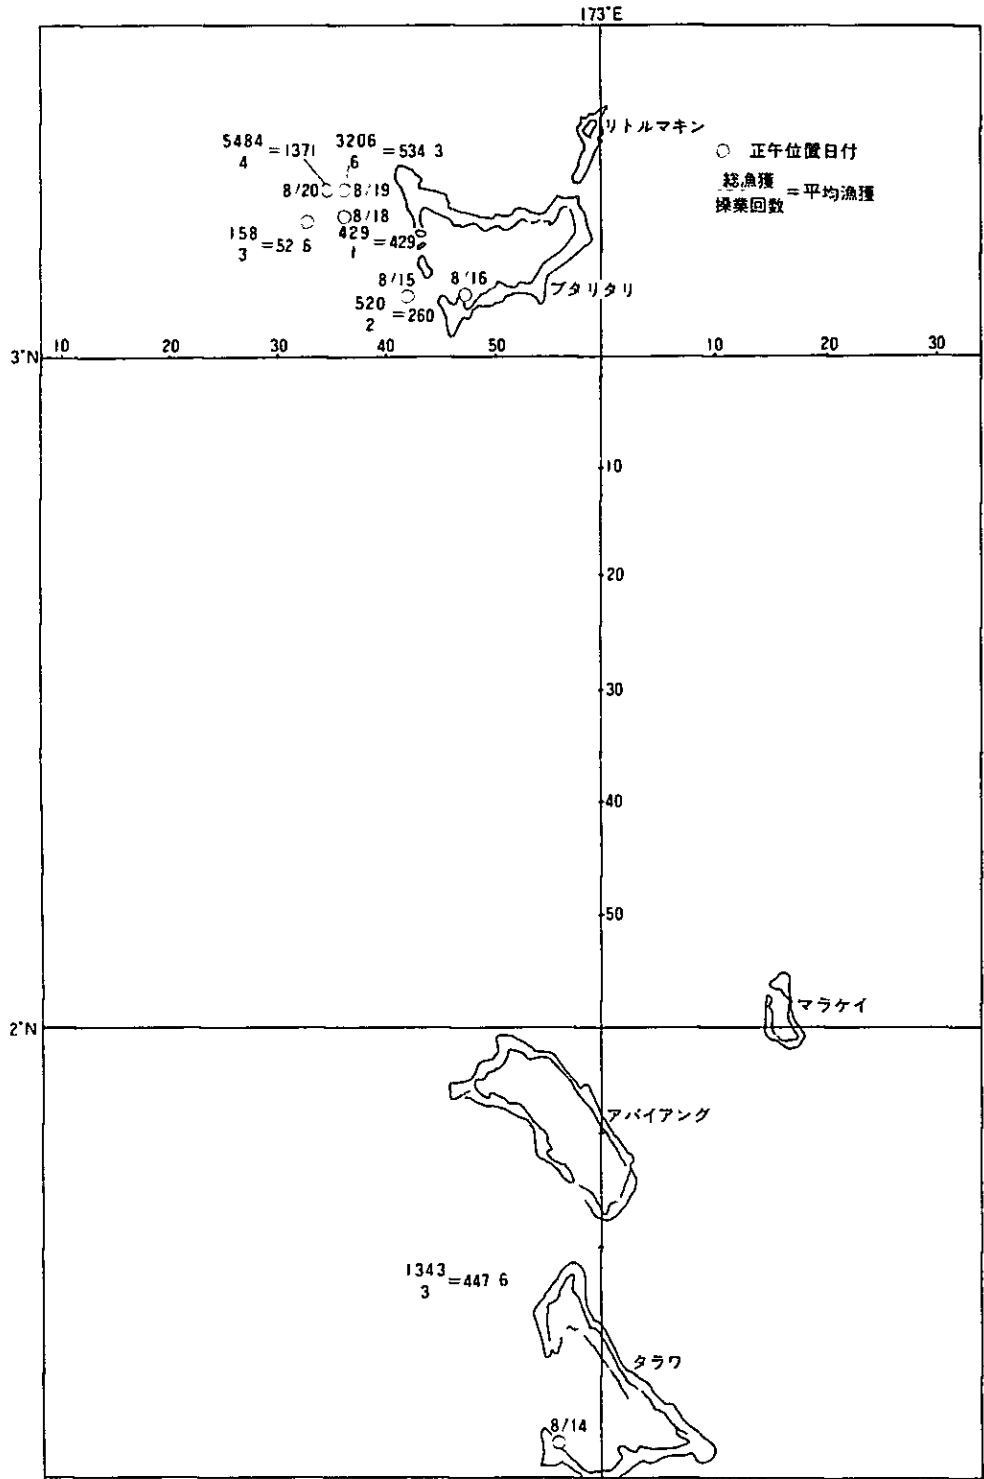 173°E
リトルマキン
○ 正午位置日付
総漁獲
操業回数 =平均漁獲
5484
4 =1371
3206
6 =534 3
8/20
8/19
8/18
158
3 =52 6
429
1 =429
8/15
8/16
ブタリタリ
520
2 =260
3°N
10 20 30 40 50 10 20 30
10
20
30
40
50
マラケイ
2°N
アバイアング
1343
3 =447 6
タラワ
8/14